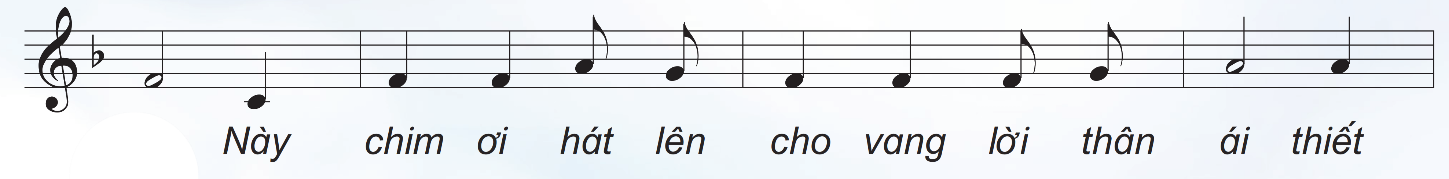 Này chim ơi hát lên cho vang lời thân ái thiết